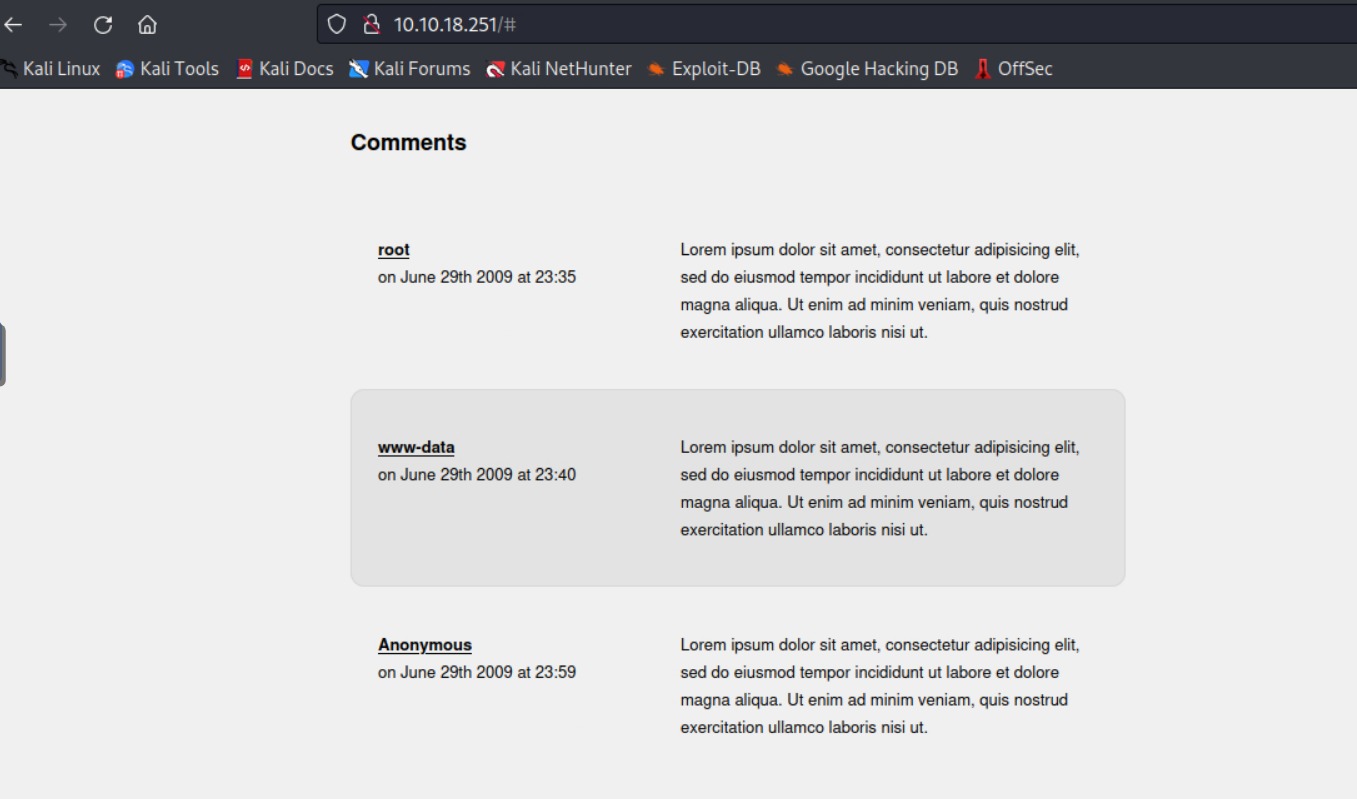 10.10.18.251/#
Kali Linux Kali Tools Kali Docs Kali Forums Kali NetHunter Exploit-DB Google Hacking DB OffSec
Comments
root
on June 29th 2009 at 23:35
Lorem ipsum dolor sit amet, consectetur adipisicing elit,
sed do eiusmod tempor incididunt ut labore et dolore
magna aliqua. Ut enim ad minim veniam, quis nostrud
exercitation ullamco laboris nisi ut.
www-data
on June 29th 2009 at 23:40
Lorem ipsum dolor sit amet, consectetur adipisicing elit,
sed do eiusmod tempor incididunt ut labore et dolore
magna aliqua. Ut enim ad minim veniam, quis nostrud
exercitation ullamco laboris nisi ut.
Anonymous
on June 29th 2009 at 23:59
Lorem ipsum dolor sit amet, consectetur adipisicing elit,
sed do eiusmod tempor incididunt ut labore et dolore
magna aliqua. Ut enim ad minim veniam, quis nostrud
exercitation ullamco laboris nisi ut.